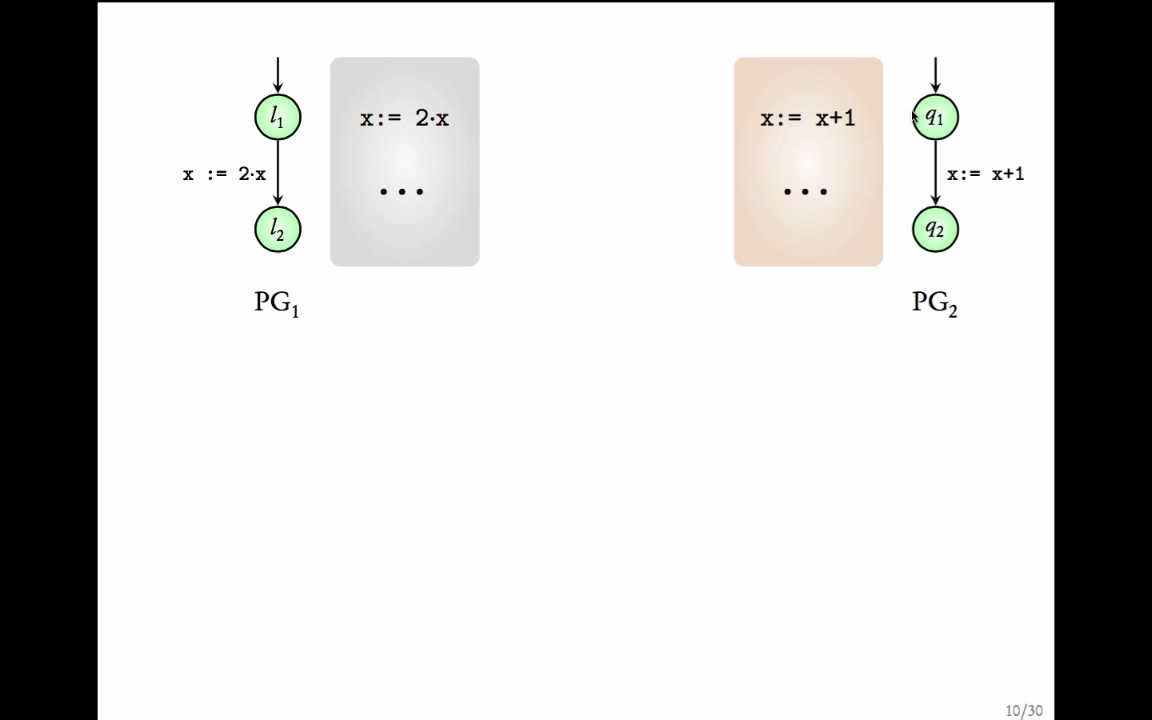 l1
x:= 2·x
x := 2·x
...
l2
PG1
x:= x+1
q1
x:= x+1
...
q2
PG2
10/30